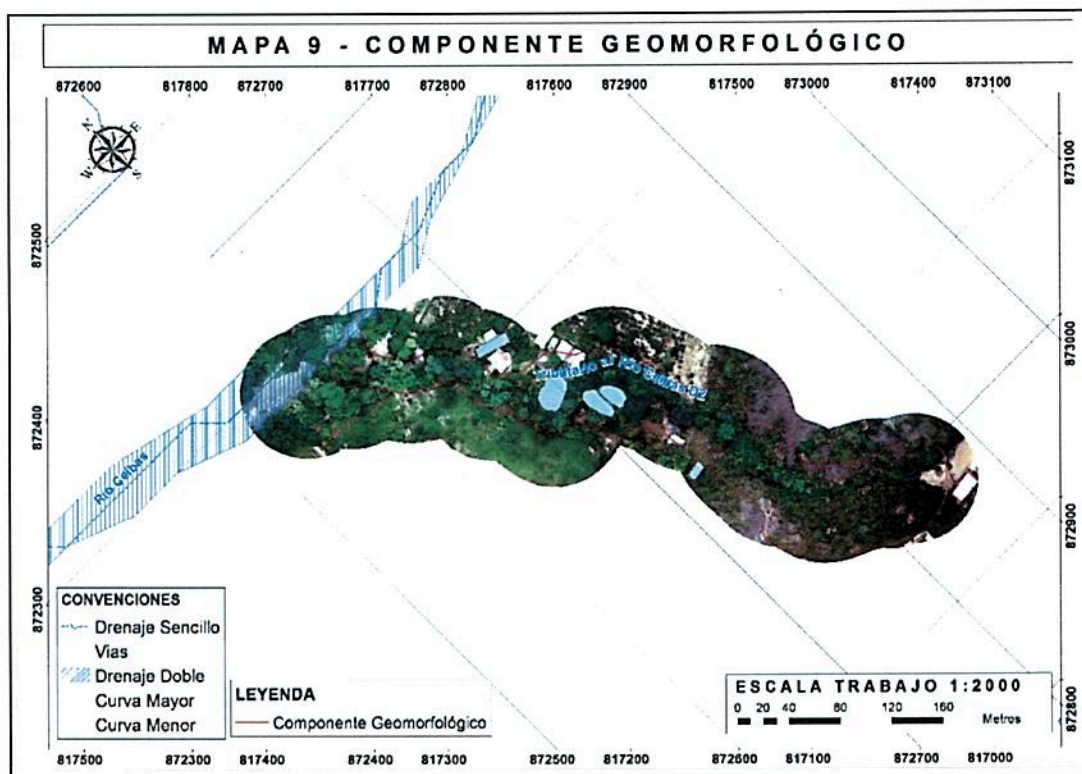 MAPA 9 - COMPONENTE GEOMORFOLÓGICO
872600 817800 872700 817700 872800 817600 872900 817500 873000 817400 873100
N E
W S
873100
872500
873000
Río Ceibas
872400
872900
872300
872800
CONVENCIONES
Drenaje Sencillo
Vias
Drenaje Doble
Curva Mayor
Curva Menor
LEYENDA
Componente Geomorfológico
ESCALA TRABAJO 1:2000
0 20 40 80 120 160 Metros
817500 872300 817400 872400 817300 872500 817200 872600 817100 872700 817000